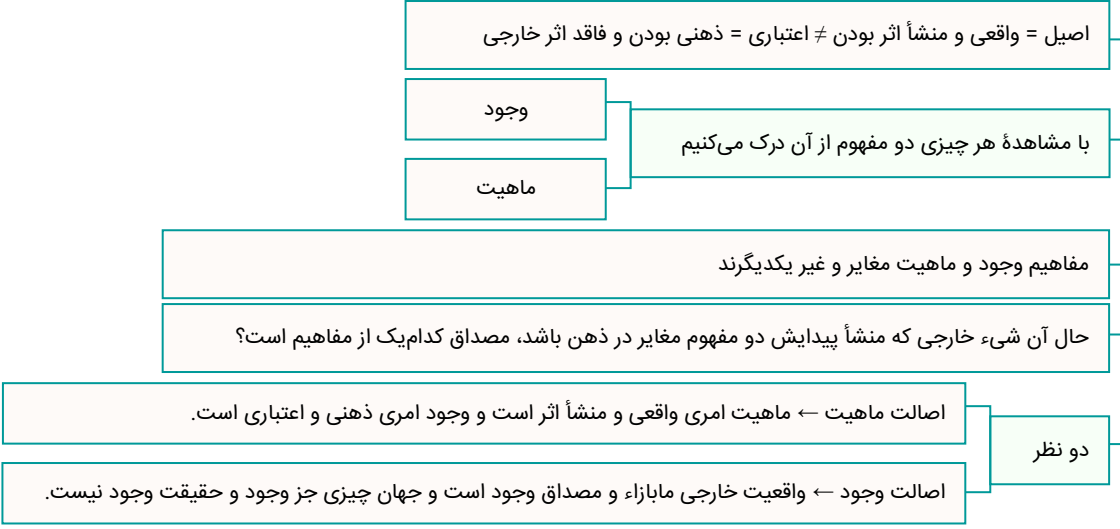 اصیل = واقعی و منشأ اثر بودن ≠ اعتباری = ذهنی بودن و فاقد اثر خارجی
با مشاهدهٔ هر چیزی دو مفهوم از آن درک می‌کنیم
وجود
ماهیت
مفاهیم وجود و ماهیت مغایر و غیر یکدیگرند
حال آن شیء خارجی که منشأ پیدایش دو مفهوم مغایر در ذهن باشد، مصداق کدام‌یک از مفاهیم است؟
دو نظر
اصالت ماهیت ← ماهیت امری واقعی و منشأ اثر است و وجود امری ذهنی و اعتباری است.
اصالت وجود ← واقعیت خارجی مابازاء و مصداق وجود است و جهان چیزی جز وجود و حقیقت وجود نیست.